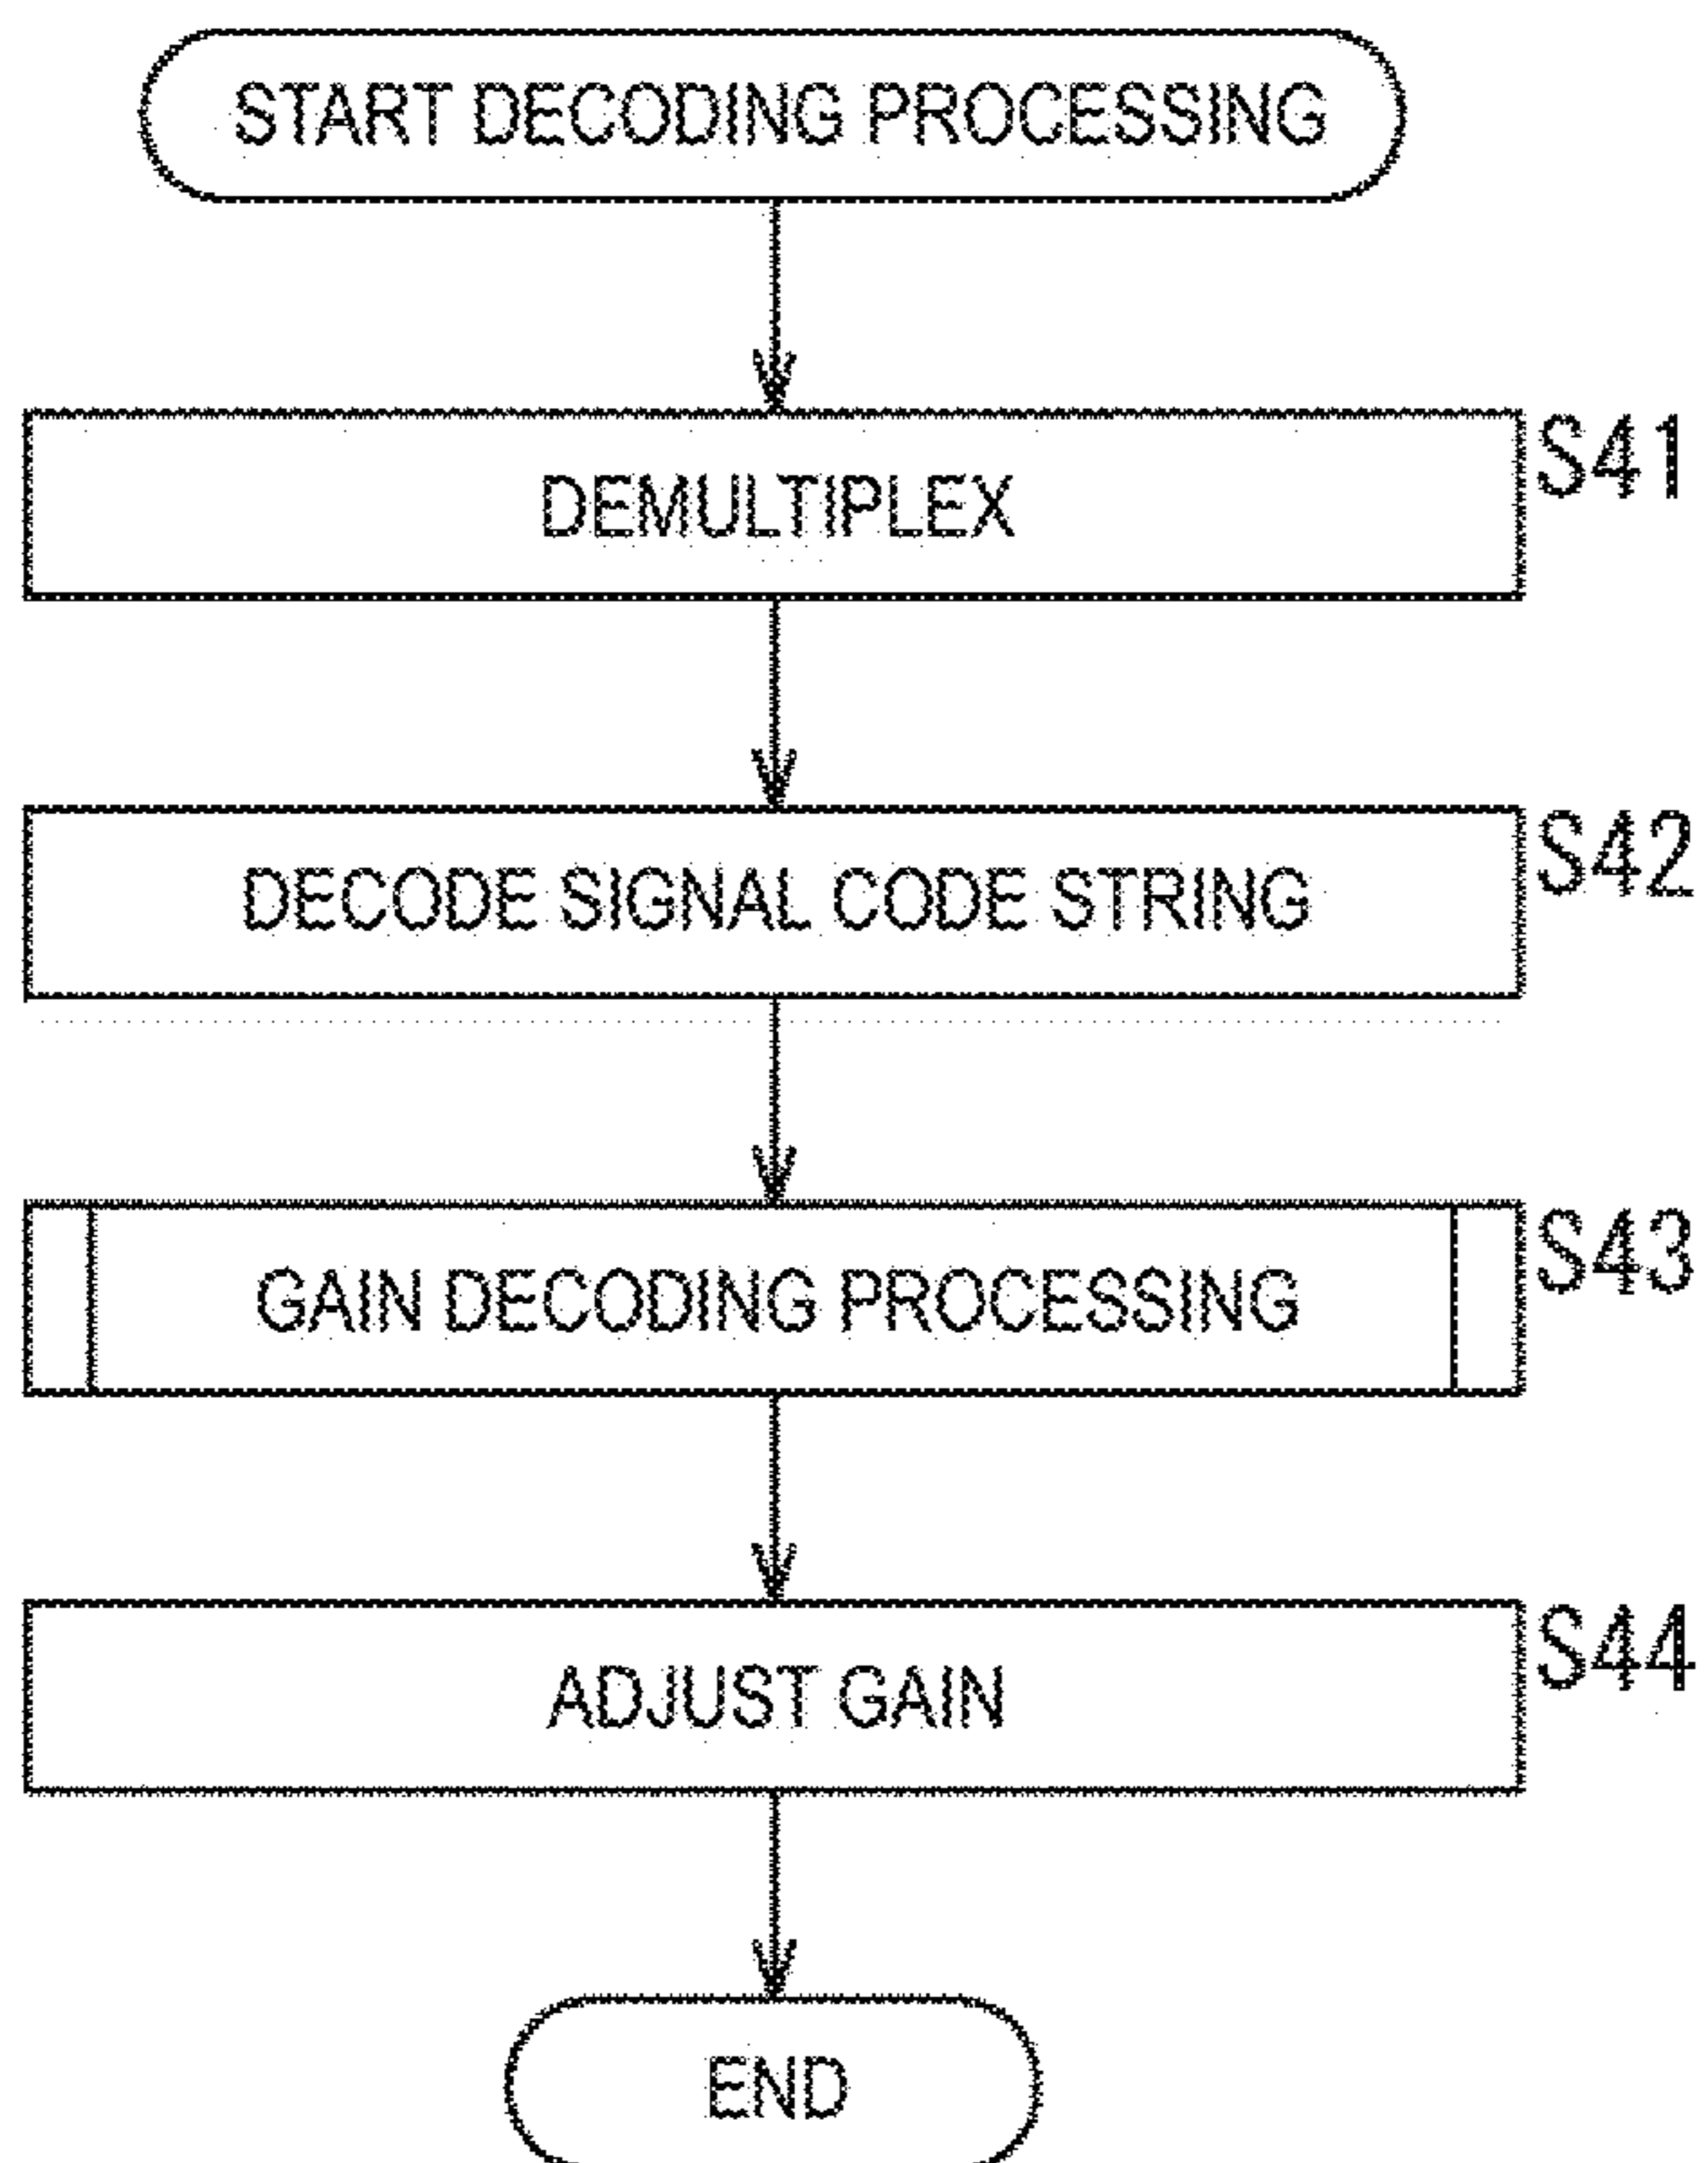 START DECODING PROCESSING
DEMULTIPLEX
S41
DECODE SIGNAL CODE STRING
S42
GAIN DECODING PROCESSING
S43
ADJUST GAIN
S44
END